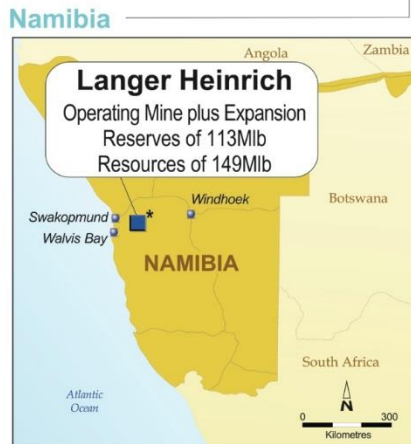 Namibia
Angola
Zambia
Langer Heinrich
Operating Mine plus Expansion
Reserves of 113Mlb
Resources of 149Mlb
Botswana
Windhoek
Swakopmund
*
Walvis Bay
NAMIBIA
South Africa
Atlantic
Ocean
N
0 300
Kilometres